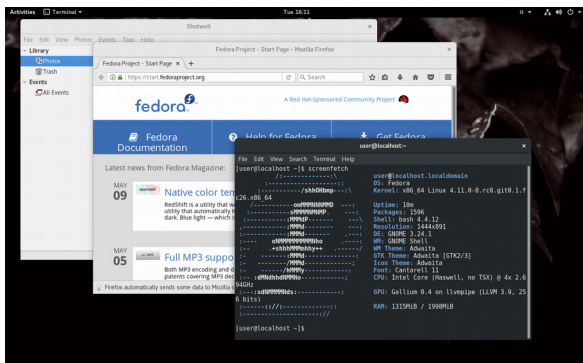 Activities Terminal Tue 16:11 it
Shotwell
File Edit View Photos Events Tags Help
Library
Photos
Trash
Events
All Events
Fedora Project - Start Page - Mozilla Firefox
Fedora Project - Start Page
https://start.fedoraproject.org
Search
fedora
A Red Hat-Sponsored Community Project
Fedora Documentation
Help for Fedora
Get Fedora
Latest news from Fedora Magazine:
MAY
09
Native color tem
RedShift is a utility that
utility that automatically
dark. Blue light — which
MAY
05
Full MP3 suppo
Both MP3 encoding and d
patents covering MP3 dec
Firefox automatically sends some data to Mozilla s
user@localhost:~
File Edit View Search Terminal Help
[user@localhost ~]$ screenfetch
user@localhost.localdomain
OS: Fedora
Kernel: x86_64 Linux 4.11.0-0.rc8.git0.1.f
c26.x86_64
Uptime: 10m
Packages: 1596
Shell: bash 4.4.12
Resolution: 1444x891
DE: GNOME 3.24.1
WM: GNOME Shell
WM Theme: Adwaita
GTK Theme: Adwaita [GTK2/3]
Icon Theme: Adwaita
Font: Cantarell 11
CPU: Intel Core (Haswell, no TSX) @ 4x 2.6
94GHz
GPU: Gallium 0.4 on llvmpipe (LLVM 3.9, 25
6 bits)
RAM: 1315MiB / 1998MiB
[user@localhost ~]$